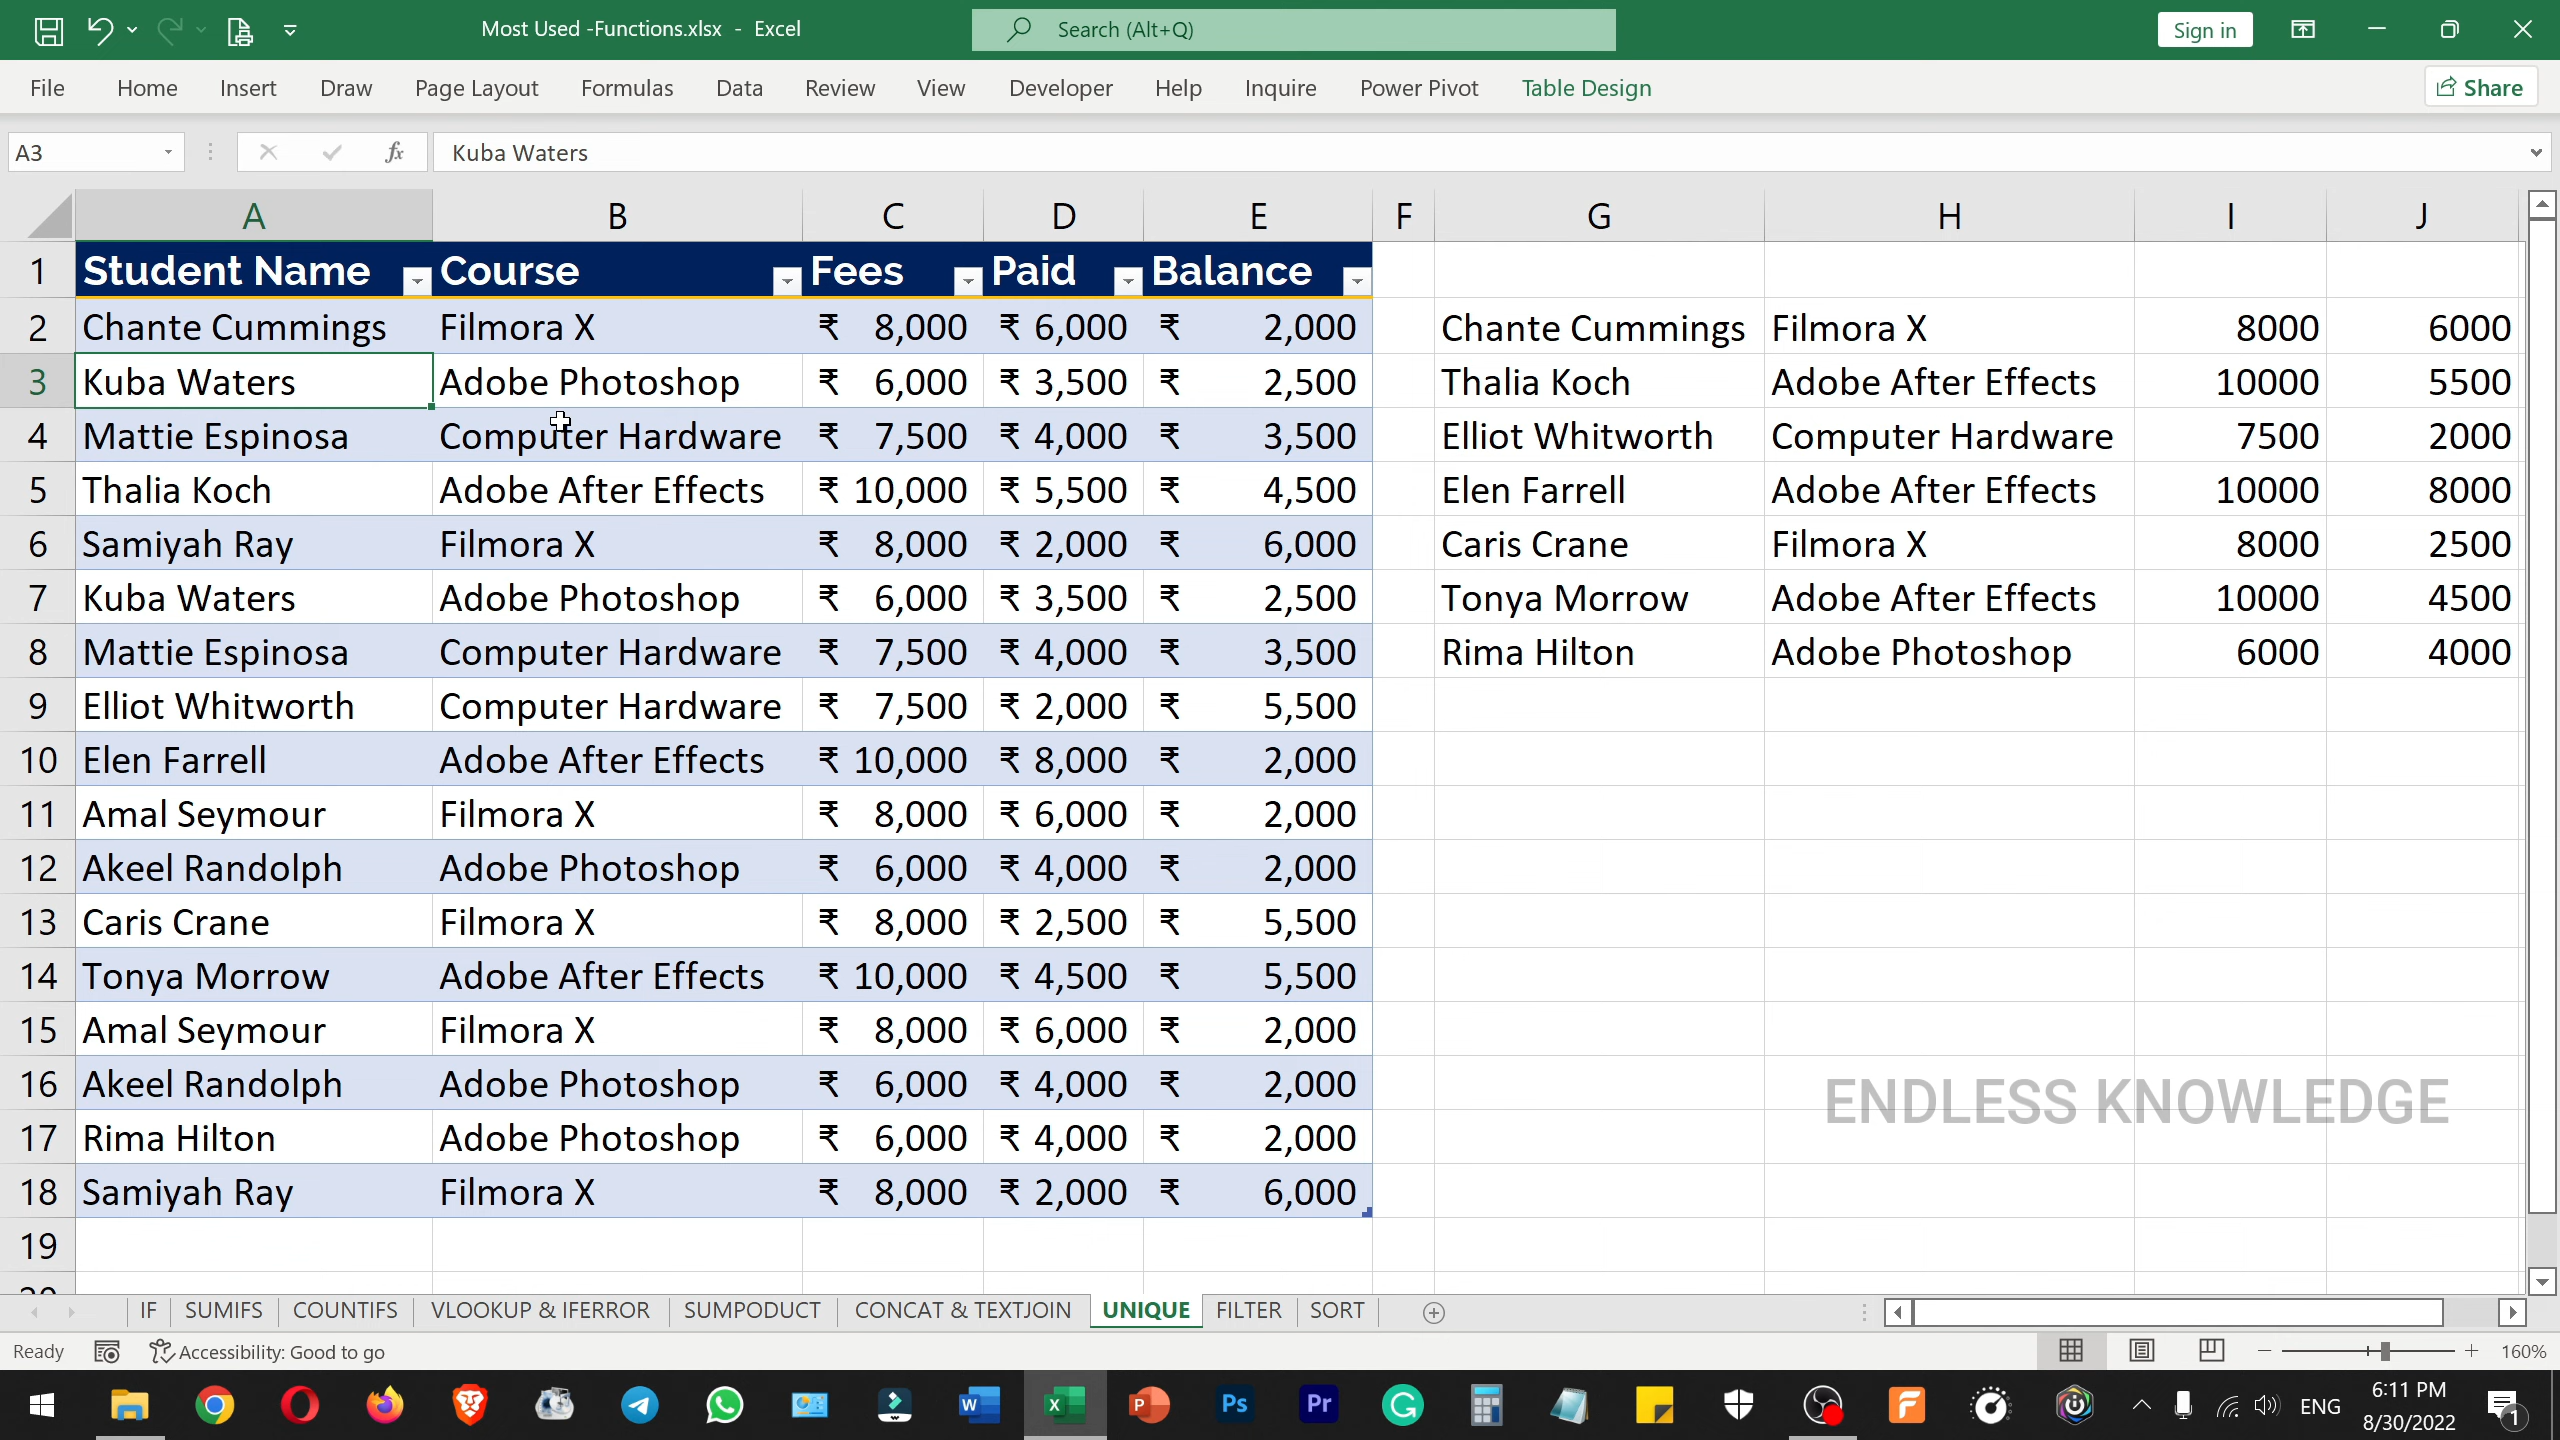 Most Used -Functions.xlsx - Excel
Search (Alt+Q)
Sign in
File Home Insert Draw Page Layout Formulas Data Review View Developer Help Inquire Power Pivot Table Design Share
A3 fx Kuba Waters
A B C D E F G H I J
1 Student Name Course Fees Paid Balance
2 Chante Cummings Filmora X ₹ 8,000 ₹ 6,000 ₹ 2,000 Chante Cummings Filmora X 8000 6000
3 Kuba Waters Adobe Photoshop ₹ 6,000 ₹ 3,500 ₹ 2,500 Thalia Koch Adobe After Effects 10000 5500
4 Mattie Espinosa Computer Hardware ₹ 7,500 ₹ 4,000 ₹ 3,500 Elliot Whitworth Computer Hardware 7500 2000
5 Thalia Koch Adobe After Effects ₹ 10,000 ₹ 5,500 ₹ 4,500 Elen Farrell Adobe After Effects 10000 8000
6 Samiyah Ray Filmora X ₹ 8,000 ₹ 2,000 ₹ 6,000 Caris Crane Filmora X 8000 2500
7 Kuba Waters Adobe Photoshop ₹ 6,000 ₹ 3,500 ₹ 2,500 Tonya Morrow Adobe After Effects 10000 4500
8 Mattie Espinosa Computer Hardware ₹ 7,500 ₹ 4,000 ₹ 3,500 Rima Hilton Adobe Photoshop 6000 4000
9 Elliot Whitworth Computer Hardware ₹ 7,500 ₹ 2,000 ₹ 5,500
10 Elen Farrell Adobe After Effects ₹ 10,000 ₹ 8,000 ₹ 2,000
11 Amal Seymour Filmora X ₹ 8,000 ₹ 6,000 ₹ 2,000
12 Akeel Randolph Adobe Photoshop ₹ 6,000 ₹ 4,000 ₹ 2,000
13 Caris Crane Filmora X ₹ 8,000 ₹ 2,500 ₹ 5,500
14 Tonya Morrow Adobe After Effects ₹ 10,000 ₹ 4,500 ₹ 5,500
15 Amal Seymour Filmora X ₹ 8,000 ₹ 6,000 ₹ 2,000
16 Akeel Randolph Adobe Photoshop ₹ 6,000 ₹ 4,000 ₹ 2,000
ENDLESS KNOWLEDGE
17 Rima Hilton Adobe Photoshop ₹ 6,000 ₹ 4,000 ₹ 2,000
18 Samiyah Ray Filmora X ₹ 8,000 ₹ 2,000 ₹ 6,000
19
20
IF SUMIFS COUNTIFS VLOOKUP & IFERROR SUMPODUCT CONCAT & TEXTJOIN UNIQUE FILTER SORT
Ready Accessibility: Good to go 160%
W X P Ps Pr G ENG 6:11 PM
8/30/2022 1